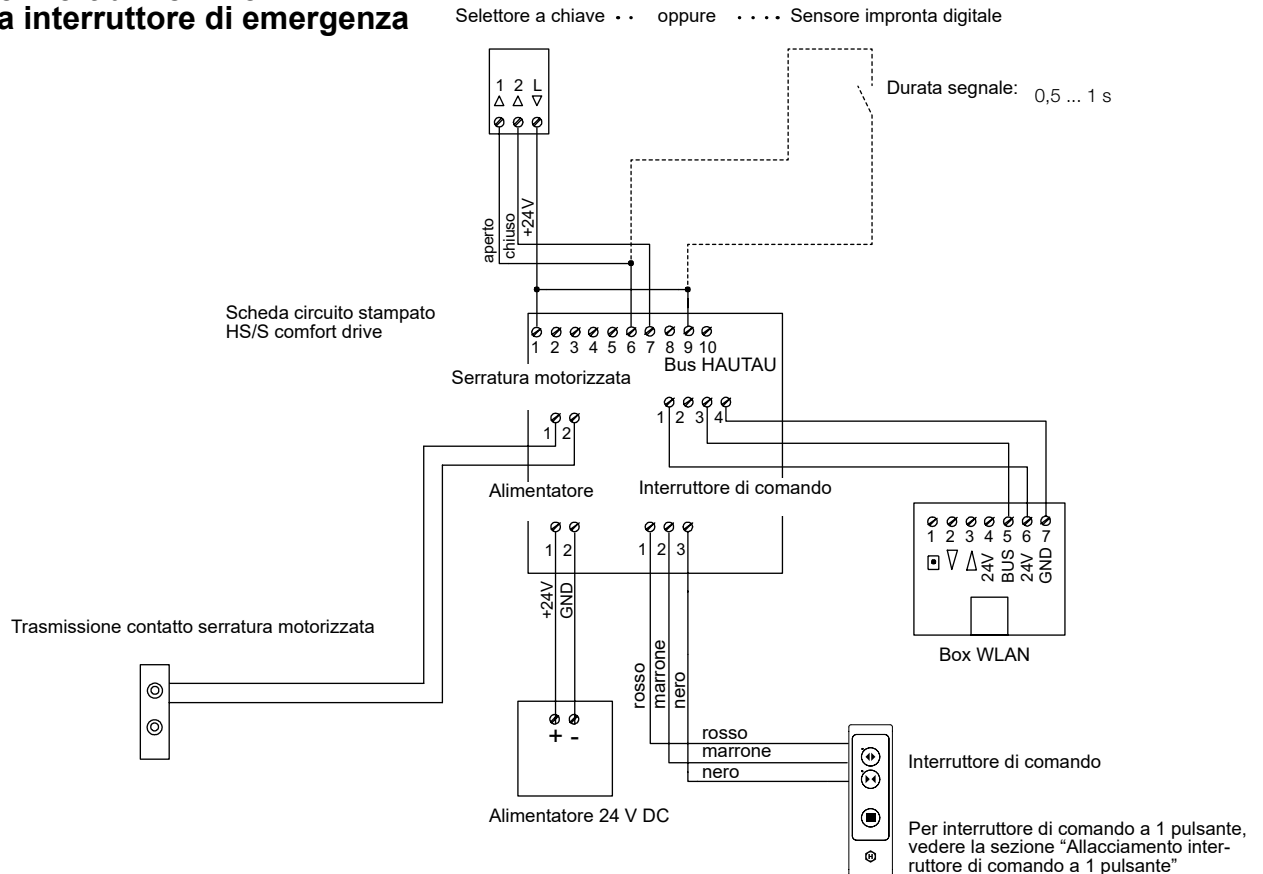 a interruttore di emergenza
Selettore a chiave · · oppure · · · · Sensore impronta digitale
1 2 L
Durata segnale: 0,5 ... 1 s
aperto
chiuso
+24V
Scheda circuito stampato
HS/S comfort drive
1 2 3 4 5 6 7 8 9 10
Bus HAUTAU
Serratura motorizzata
1 2 3 4
1 2
Alimentatore
Interruttore di comando
1 2
1 2 3
+24V
GND
rosso
marrone
nero
1 2 3 4 5 6 7
24V
BUS
24V
GND
Box WLAN
Trasmissione contatto serratura motorizzata
+ -
Alimentatore 24 V DC
rosso
marrone
nero
Interruttore di comando
Per interruttore di comando a 1 pulsante,
vedere la sezione “Allacciamento inter-
ruttore di comando a 1 pulsante”
H